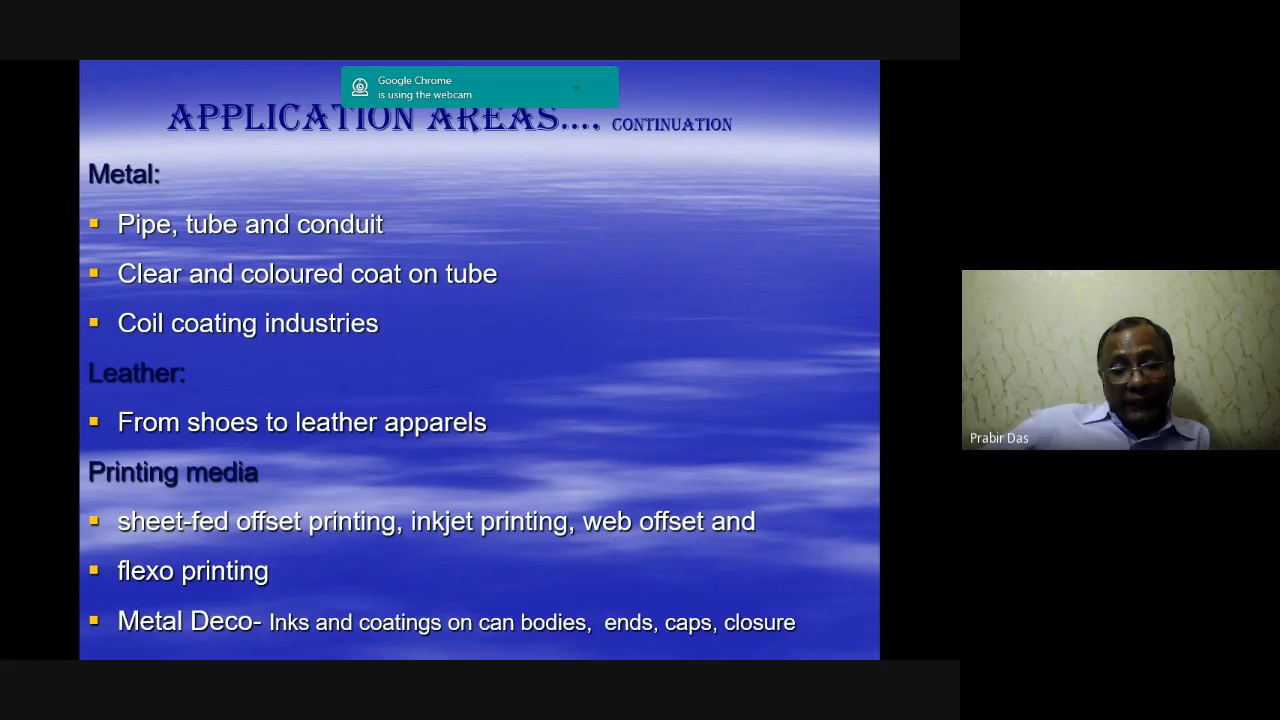 Google Chrome
is using the webcam
APPLICATION AREAS.... CONTINUATION
Metal:
Pipe, tube and conduit
Clear and coloured coat on tube
Coil coating industries
Leather:
From shoes to leather apparels
Printing media
sheet-fed offset printing, inkjet printing, web offset and
flexo printing
Metal Deco- Inks and coatings on can bodies, ends, caps, closure
Prabir Das